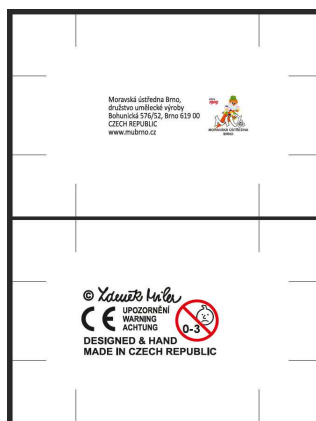 Moravská ústředna Brno,
družstvo umělecké výroby
Bohunická 576/52, Brno 619 00
CZECH REPUBLIC
www.mubrno.cz
MORAVSKÁ ÚSTŘEDNA
BRNO
© Zdeněk Miler
CE
UPOZORNĚNÍ
WARNING
ACHTUNG
0-3
DESIGNED & HAND
MADE IN CZECH REPUBLIC